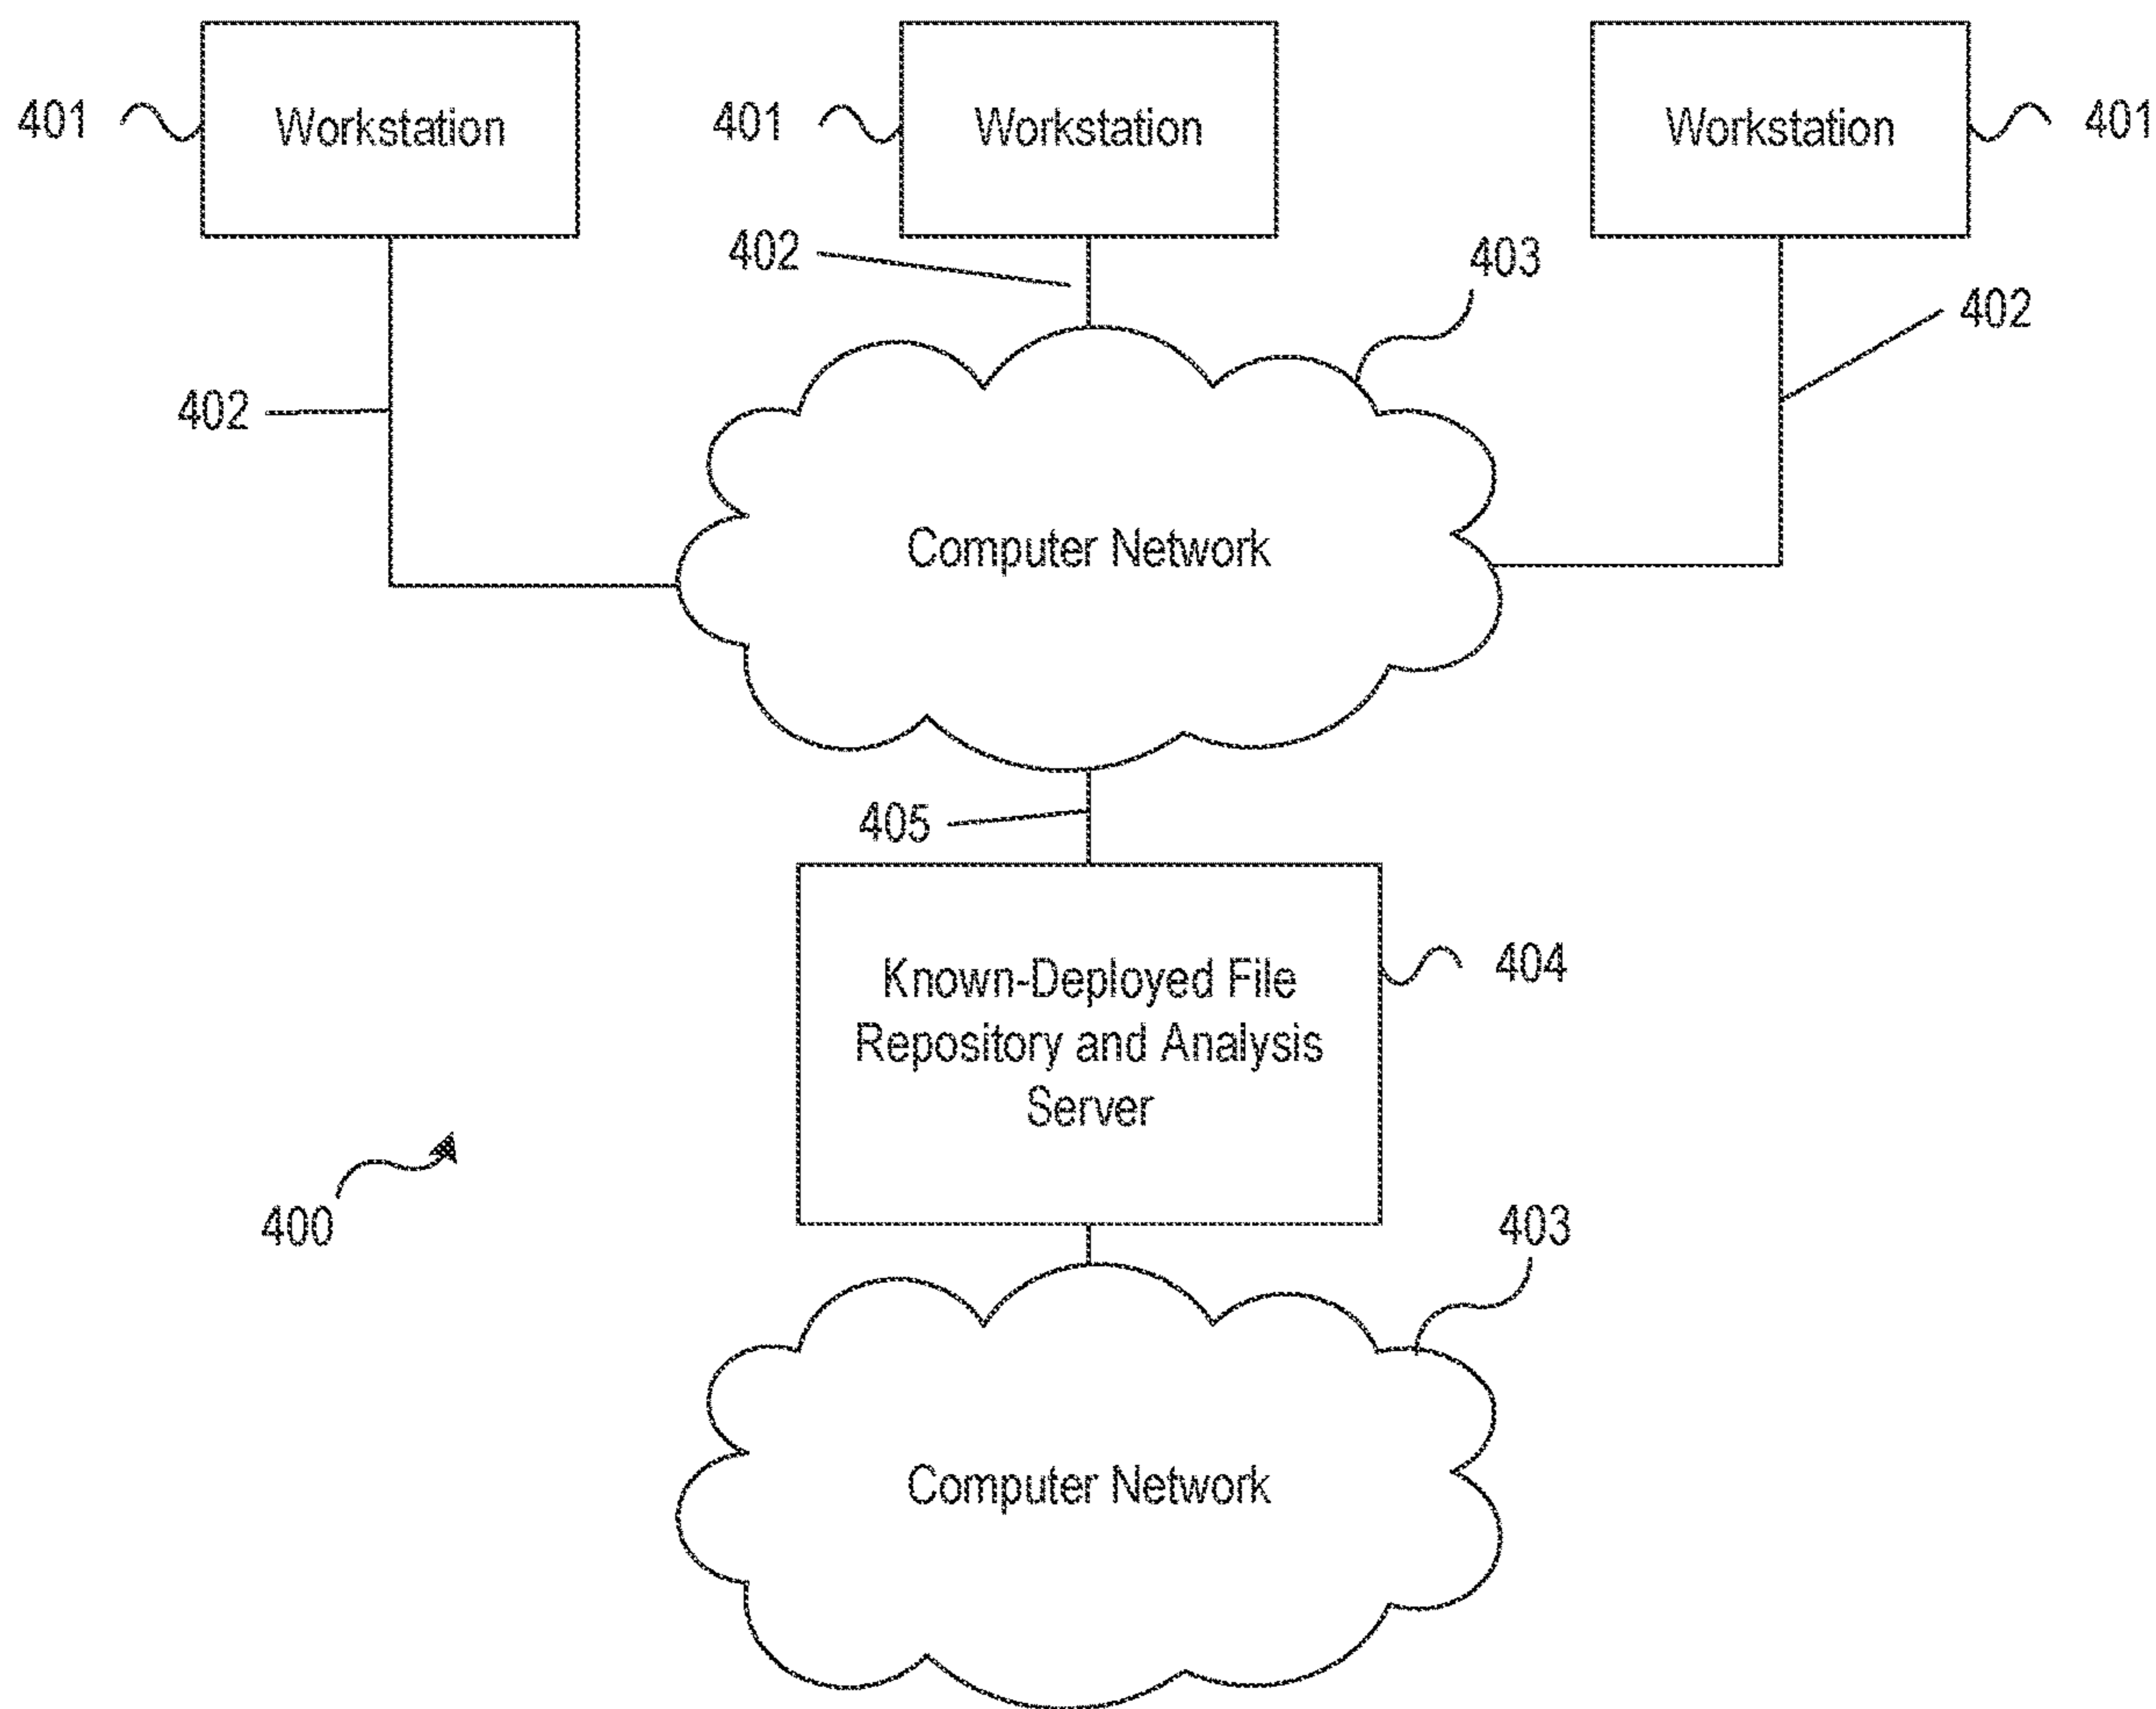 401
Workstation
401
Workstation
Workstation
401
402
403
402
402
Computer Network
405
Known-Deployed File
Repository and Analysis
Server
404
400
403
Computer Network